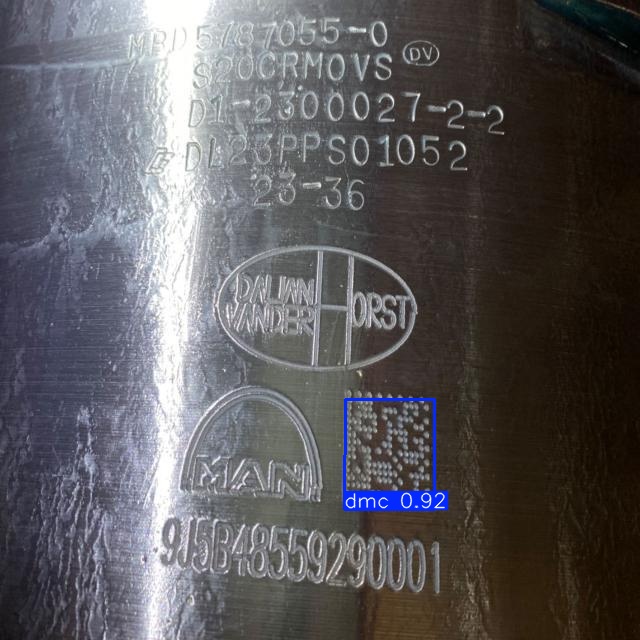 MBD5787055-0
S20CRMOVS DV
D1-2300027-2-2
DL23PPS01052
23-36
DALIAN
VANDER HORST
MAN
9J5B48559290001
dmc 0.92